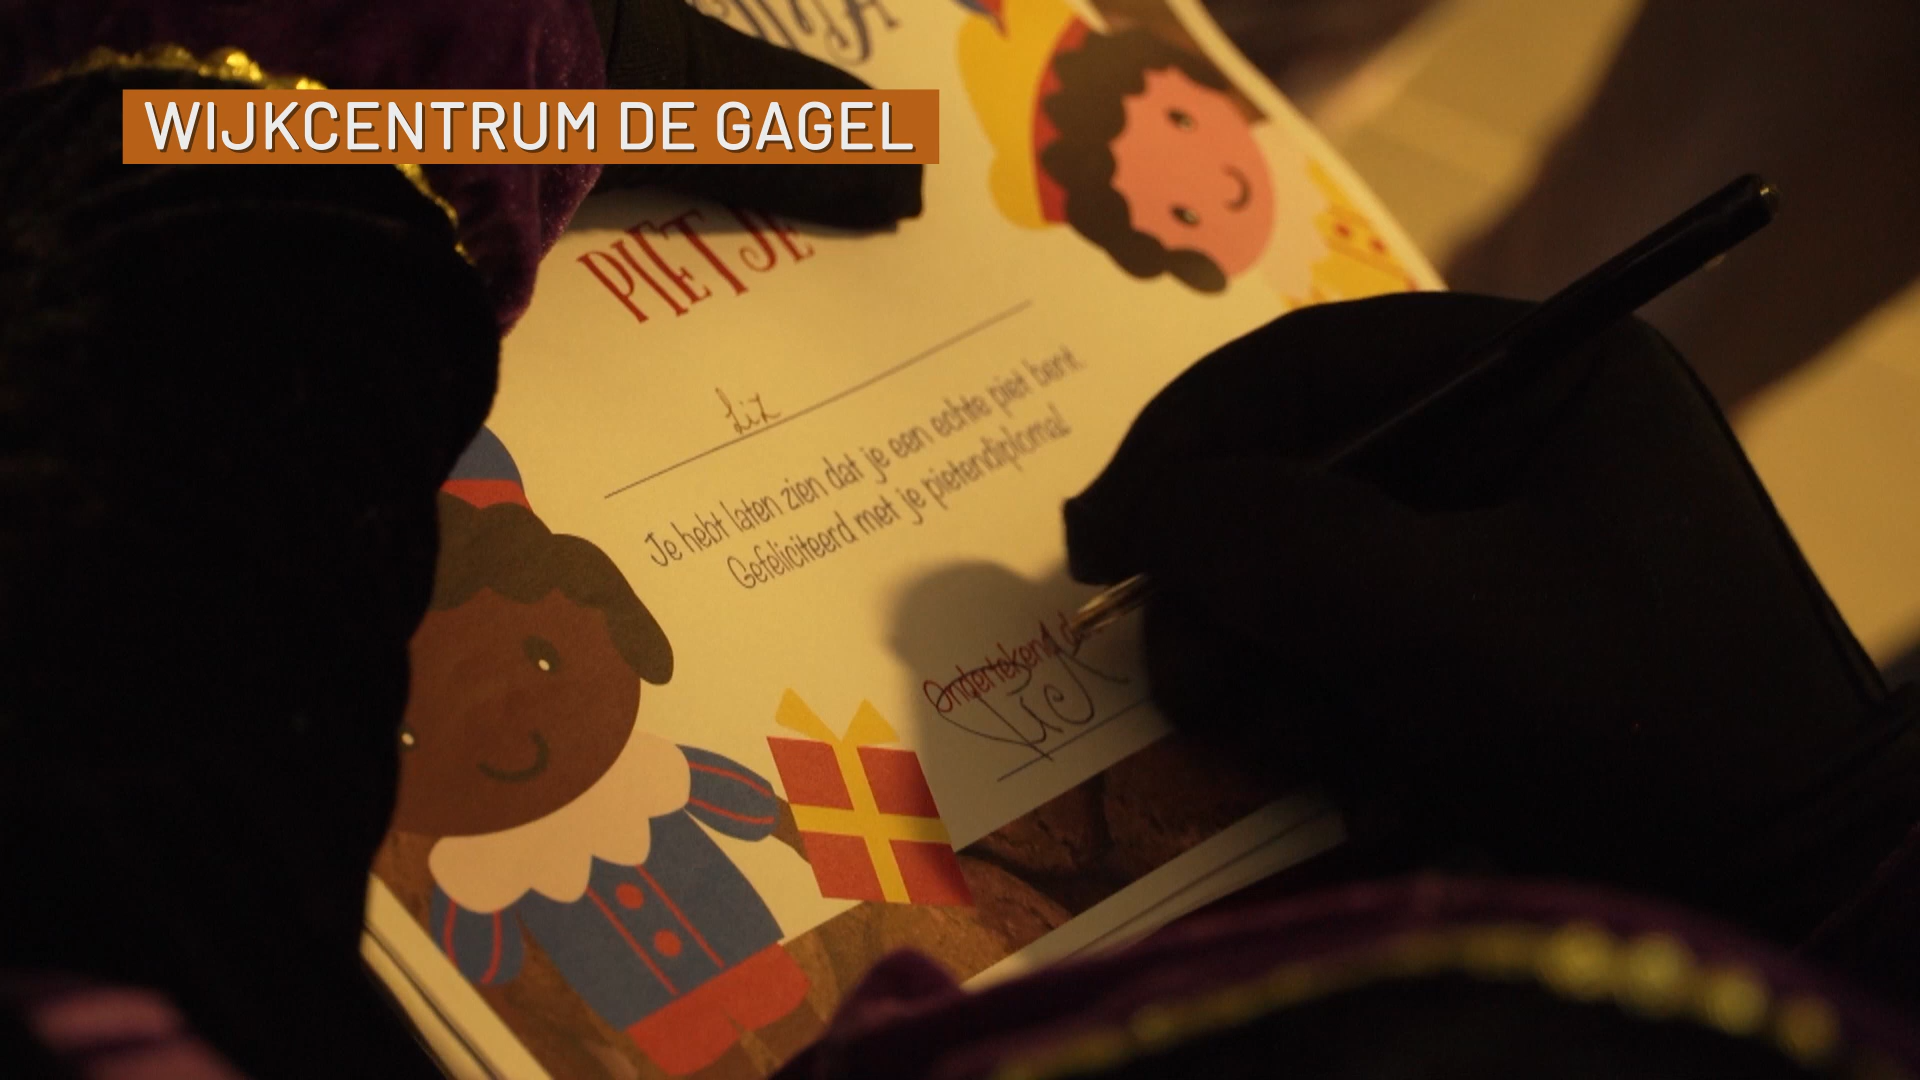 WIJKCENTRUM DE GAGEL
PIETJE
Liz
Je hebt laten zien dat je een echte piet bent.
Gefeliciteerd met je pietendiploma!
Ondertekend